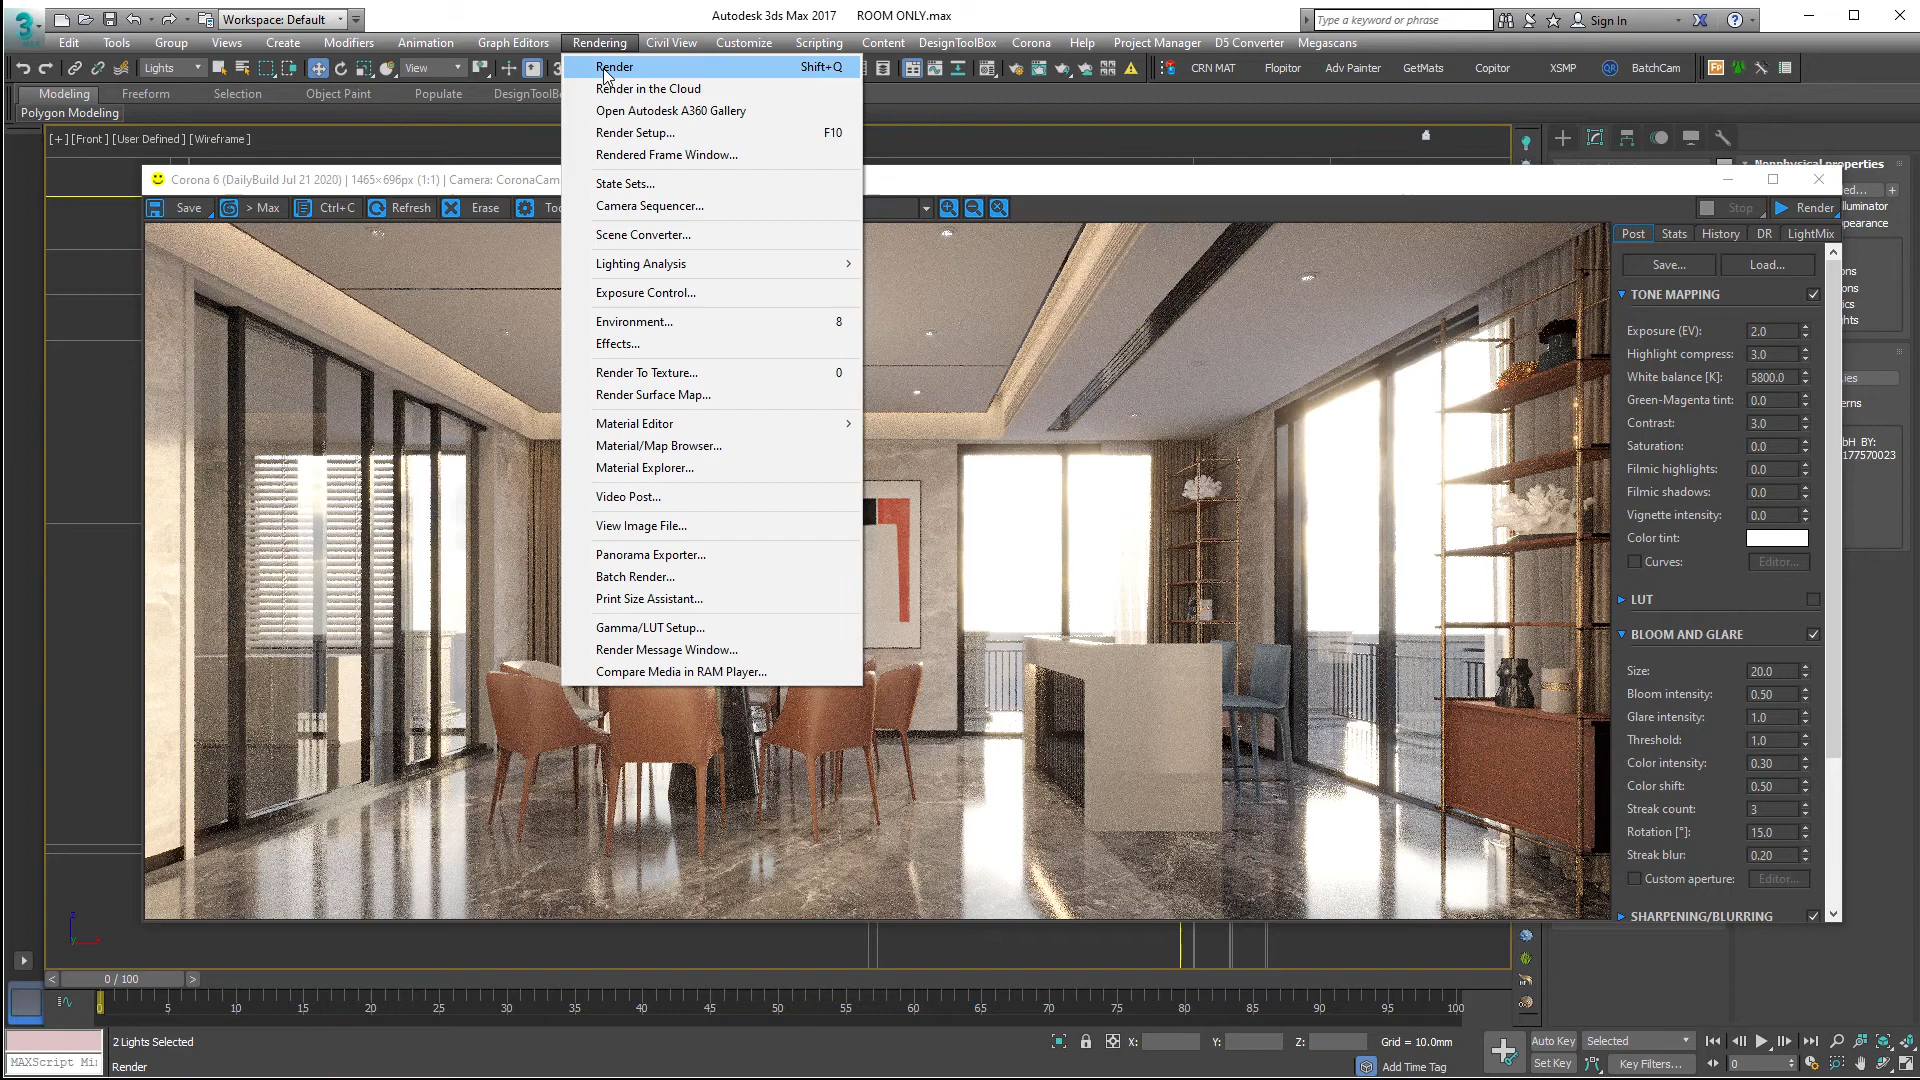 Workspace: Default
Autodesk 3ds Max 2017 ROOM ONLY.max
Type a keyword or phrase
Sign In
Edit Tools Group Views Create Modifiers Animation Graph Editors Rendering Civil View Customize Scripting Content DesignToolBox Corona Help Project Manager D5 Converter Megascans
Lights View CRN MAT Flopitor Adv Painter GetMats Copitor XSMP BatchCam
Modeling Freeform Selection Object Paint Populate
Polygon Modeling
[+] [Front] [User Defined] [Wireframe]
Render Shift+Q
Render in the Cloud
Open Autodesk A360 Gallery
Render Setup... F10
Rendered Frame Window...
State Sets...
Camera Sequencer...
Scene Converter...
Lighting Analysis
Exposure Control...
Environment... 8
Effects...
Render To Texture... 0
Render Surface Map...
Material Editor
Material/Map Browser...
Material Explorer...
Video Post...
View Image File...
Panorama Exporter...
Batch Render...
Print Size Assistant...
Gamma/LUT Setup...
Render Message Window...
Compare Media in RAM Player...
Corona 6 (DailyBuild Jul 21 2020) | 1465×696px (1:1) | Camera: CoronaCam
Save > Max Ctrl+C Refresh Erase Stop Render
Post Stats History DR LightMix
Save... Load...
TONE MAPPING
Exposure (EV): 2.0
Highlight compress: 3.0
White balance [K]: 5800.0
Green-Magenta tint: 0.0
Contrast: 3.0
Saturation: 0.0
Filmic highlights: 0.0
Filmic shadows: 0.0
Vignette intensity: 0.0
Color tint:
Curves: Editor...
LUT
BLOOM AND GLARE
Size: 20.0
Bloom intensity: 0.50
Glare intensity: 1.0
Threshold: 1.0
Color intensity: 0.30
Color shift: 0.50
Streak count: 3
Rotation [°]: 15.0
Streak blur: 0.20
Custom aperture: Editor...
SHARPENING/BLURRING
BY:
177570023
0 / 100
0 5 10 15 20 25 30 35 40 45 50 55 60 65 70 75 80 85 90 95 100
2 Lights Selected
X: Y: Z: Grid = 10.0mm
Auto Key Selected
MAXScript Mi
Render
Add Time Tag
Set Key Key Filters... 0